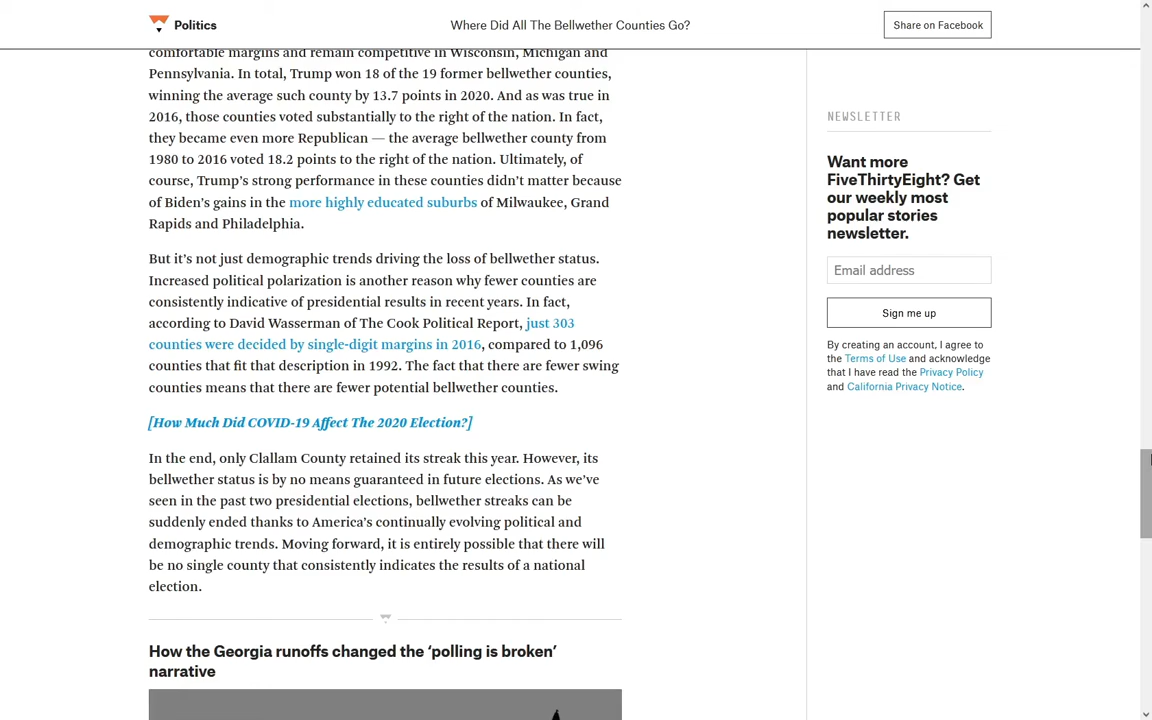 Politics
Where Did All The Bellwether Counties Go?
Share on Facebook
comfortable margins and remain competitive in Wisconsin, Michigan and
Pennsylvania. In total, Trump won 18 of the 19 former bellwether counties,
winning the average such county by 13.7 points in 2020. And as was true in
2016, those counties voted substantially to the right of the nation. In fact,
they became even more Republican — the average bellwether county from
1980 to 2016 voted 18.2 points to the right of the nation. Ultimately, of
course, Trump’s strong performance in these counties didn’t matter because
of Biden’s gains in the more highly educated suburbs of Milwaukee, Grand
Rapids and Philadelphia.
But it’s not just demographic trends driving the loss of bellwether status.
Increased political polarization is another reason why fewer counties are
consistently indicative of presidential results in recent years. In fact,
according to David Wasserman of The Cook Political Report, just 303
counties were decided by single-digit margins in 2016, compared to 1,096
counties that fit that description in 1992. The fact that there are fewer swing
counties means that there are fewer potential bellwether counties.
[How Much Did COVID-19 Affect The 2020 Election?]
In the end, only Clallam County retained its streak this year. However, its
bellwether status is by no means guaranteed in future elections. As we’ve
seen in the past two presidential elections, bellwether streaks can be
suddenly ended thanks to America’s continually evolving political and
demographic trends. Moving forward, it is entirely possible that there will
be no single county that consistently indicates the results of a national
election.
How the Georgia runoffs changed the ‘polling is broken’
narrative
NEWSLETTER
Want more
FiveThirtyEight? Get
our weekly most
popular stories
newsletter.
Email address
Sign me up
By creating an account, I agree to
the Terms of Use and acknowledge
that I have read the Privacy Policy
and California Privacy Notice.